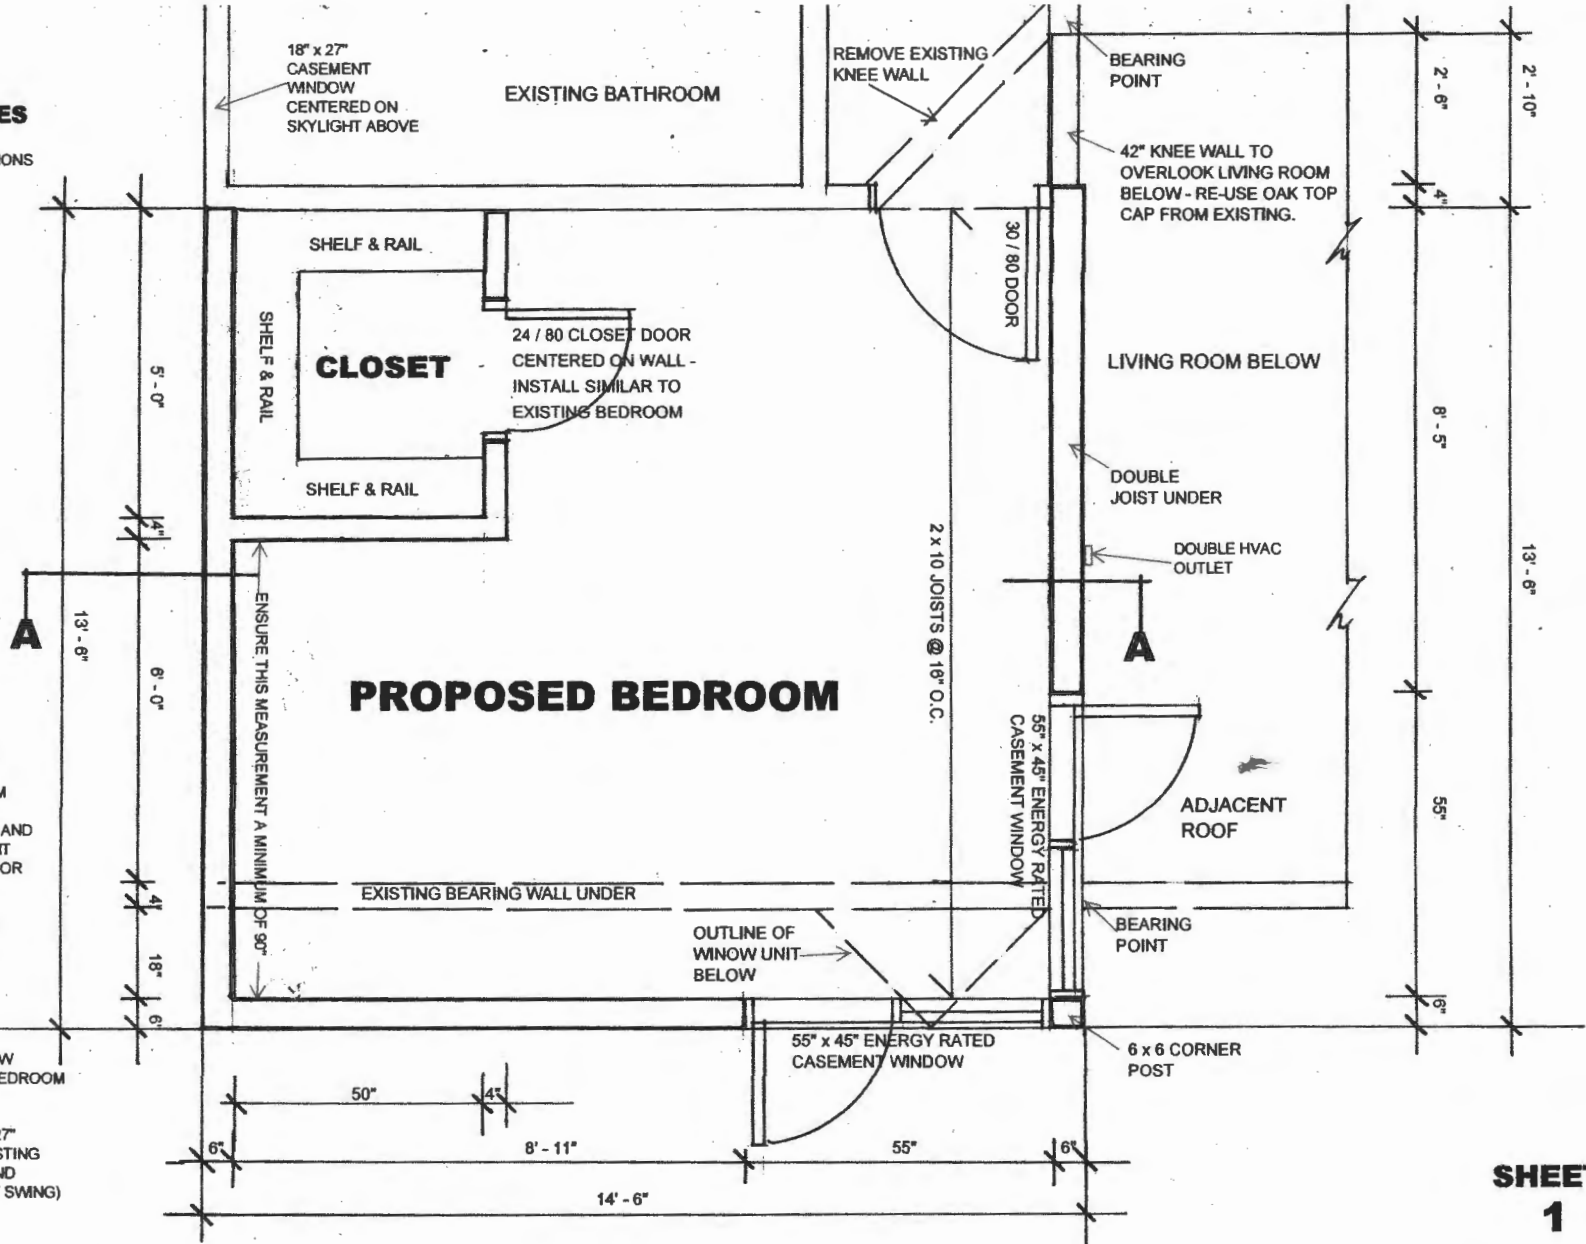 18" x 27"
CASEMENT
WINDOW
CENTERED ON
SKYLIGHT ABOVE
EXISTING BATHROOM
REMOVE EXISTING
KNEE WALL
BEARING
POINT
42" KNEE WALL TO
OVERLOOK LIVING ROOM
BELOW - RE-USE OAK TOP
CAP FROM EXISTING.
2' - 6"
2' - 10"
4"
ES
IONS
SHELF & RAIL
SHELF & RAIL
CLOSET
SHELF & RAIL
24 / 80 CLOSET DOOR
CENTERED ON WALL -
INSTALL SIMILAR TO
EXISTING BEDROOM
30 / 80 DOOR
LIVING ROOM BELOW
8' - 5"
13' - 6"
DOUBLE
JOIST UNDER
DOUBLE HVAC
OUTLET
5' - 0"
4"
A
13' - 6"
6' - 0"
ENSURE THIS MEASUREMENT A MINIMUM OF 90"
PROPOSED BEDROOM
2 x 10 JOISTS @ 16" O.C.
A
55" x 45" ENERGY RATED
CASEMENT WINDOW
ADJACENT
ROOF
55"
M
AND
IT
OR
EXISTING BEARING WALL UNDER
4'
18"
6'
OUTLINE OF
WINOW UNIT
BELOW
BEARING
POINT
6"
55" x 45" ENERGY RATED
CASEMENT WINDOW
6 x 6 CORNER
POST
W
EDROOM
50"
4"
27"
STING
ND
SWING)
6"
8' - 11"
55"
6"
14' - 6"
SHEET
1